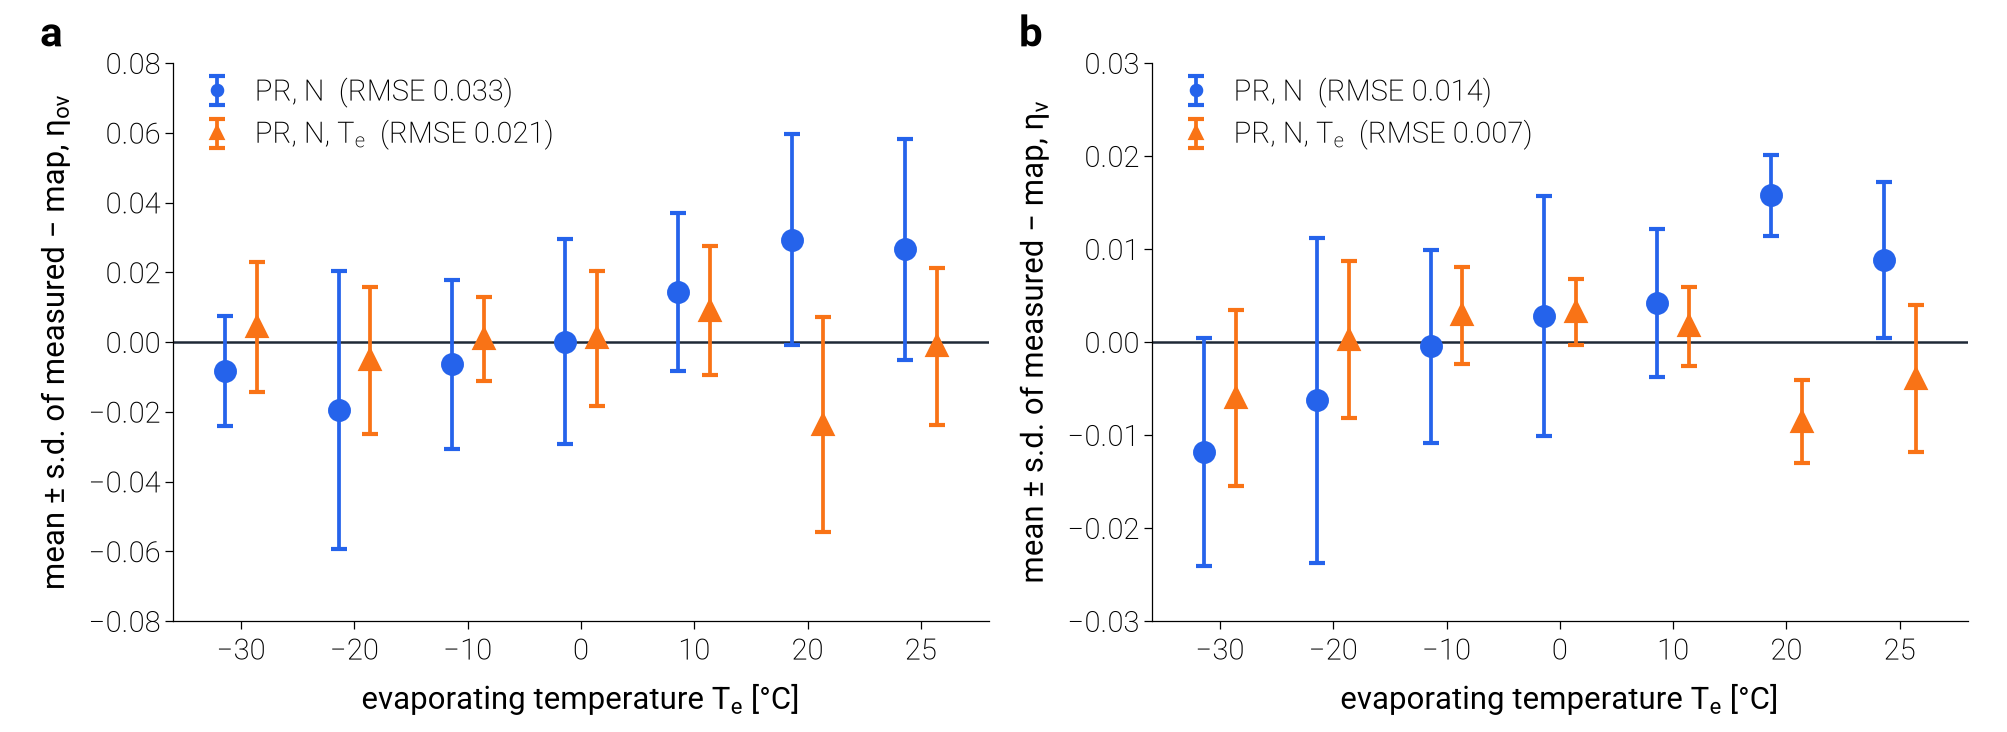 a
0.08
0.06
0.04
0.02
0.00
−0.02
−0.04
−0.06
−0.08
mean ± s.d. of measured − map, ηov
PR, N (RMSE 0.033)
PR, N, Te (RMSE 0.021)
−30 −20 −10 0 10 20 25
evaporating temperature Te [°C]
b
0.03
0.02
0.01
0.00
−0.01
−0.02
−0.03
mean ± s.d. of measured − map, ηv
PR, N (RMSE 0.014)
PR, N, Te (RMSE 0.007)
−30 −20 −10 0 10 20 25
evaporating temperature Te [°C]